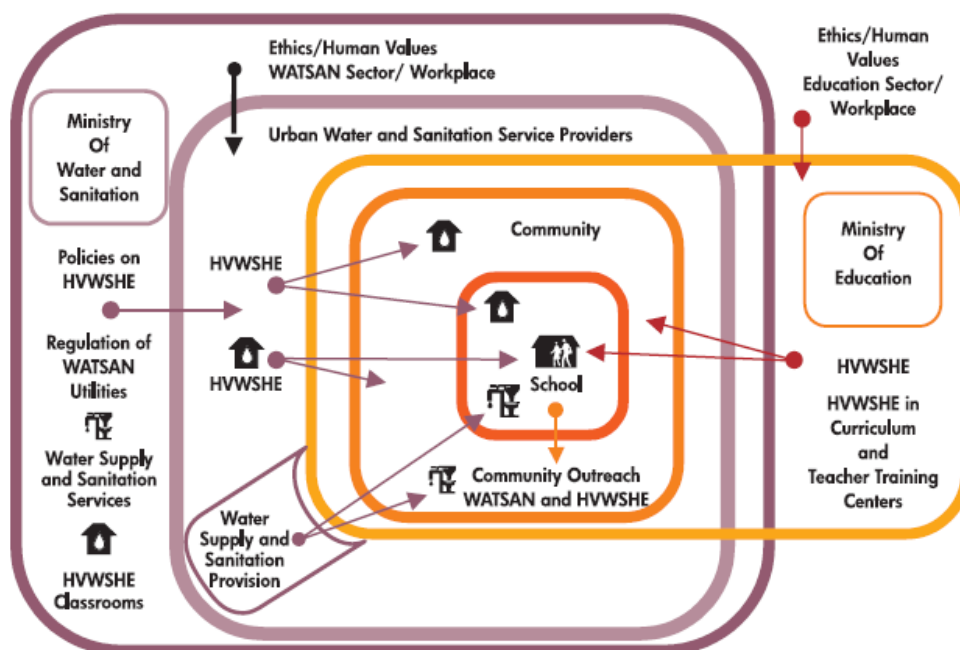 Ethics/Human Values
WATSAN Sector/ Workplace
Ethics/Human
Values
Education Sector/
Workplace
Ministry
Of
Water and
Sanitation
Urban Water and Sanitation Service Providers
Community
Ministry
Of
Education
Policies on
HVWSHE
HVWSHE
Regulation of
WATSAN
Utilities
HVWSHE
School
HVWSHE
HVWSHE in
Curriculum
and
Teacher Training
Centers
Water Supply
and Sanitation
Services
Community Outreach
WATSAN and HVWSHE
Water
Supply and
Sanitation
Provision
HVWSHE
Classrooms